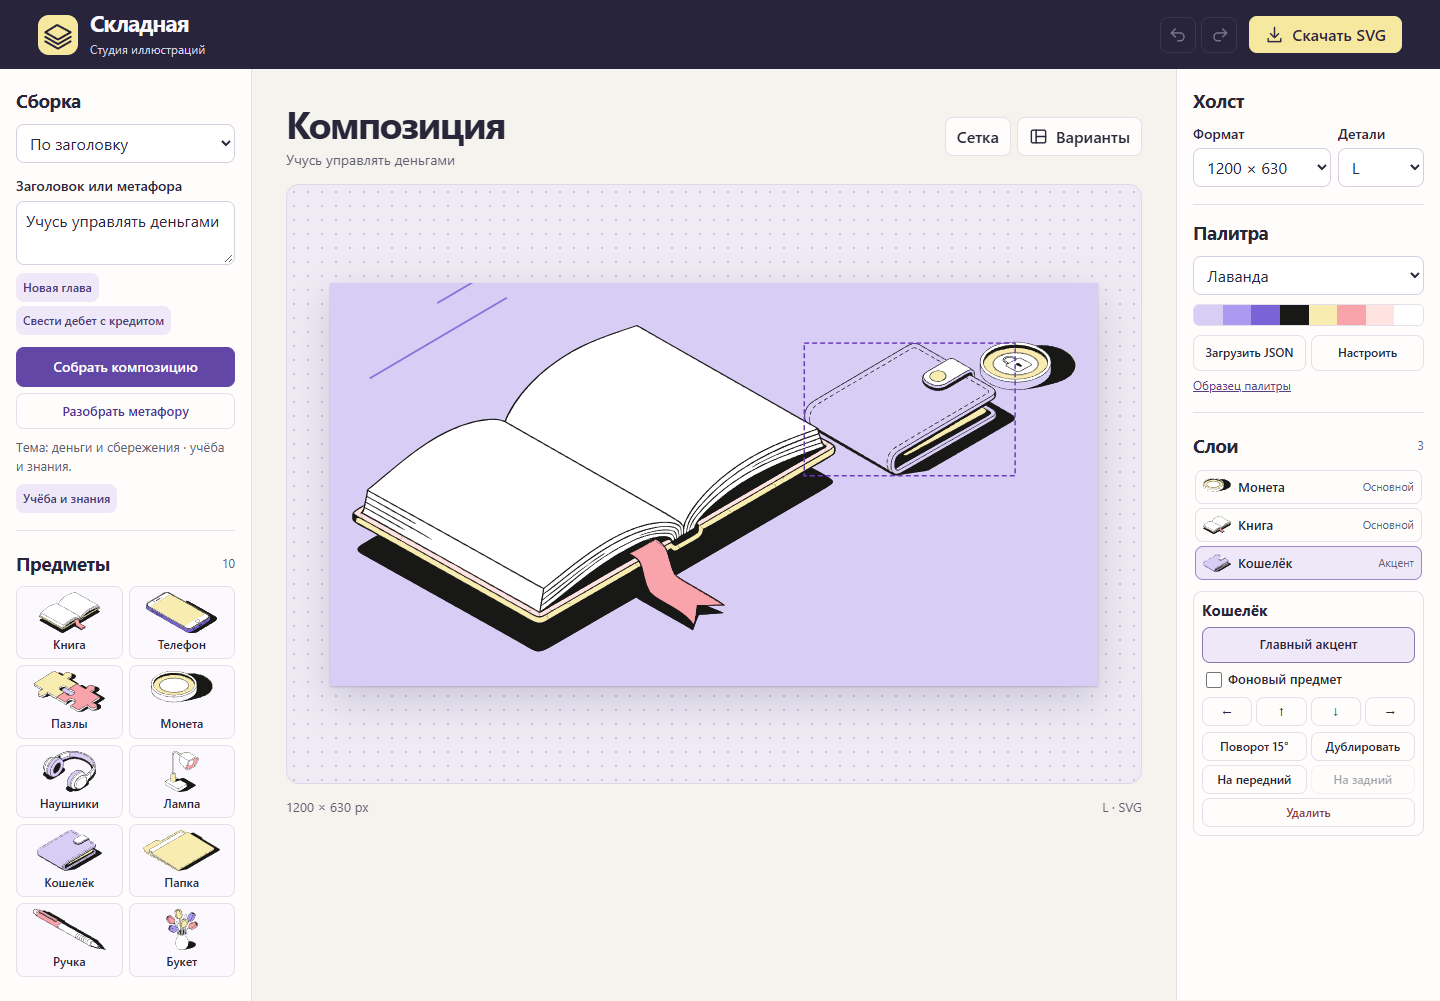 Складная
Студия иллюстраций
Скачать SVG
Сборка
По заголовку
Заголовок или метафора
Учусь управлять деньгами
Новая глава
Свести дебет с кредитом
Собрать композицию
Разобрать метафору
Тема: деньги и сбережения · учёба
и знания.
Учёба и знания
Предметы
10
Книга
Телефон
Пазлы
Монета
Наушники
Лампа
Кошелёк
Папка
Ручка
Букет
Композиция
Учусь управлять деньгами
Сетка
Варианты
1200 × 630 px
L · SVG
Холст
Формат
Детали
1200 × 630
L
Палитра
Лаванда
Загрузить JSON
Настроить
Образец палитры
Слои
3
Монета
Основной
Книга
Основной
Кошелёк
Акцент
Кошелёк
Главный акцент
Фоновый предмет
← ↑ ↓ →
Поворот 15°
Дублировать
На передний
На задний
Удалить